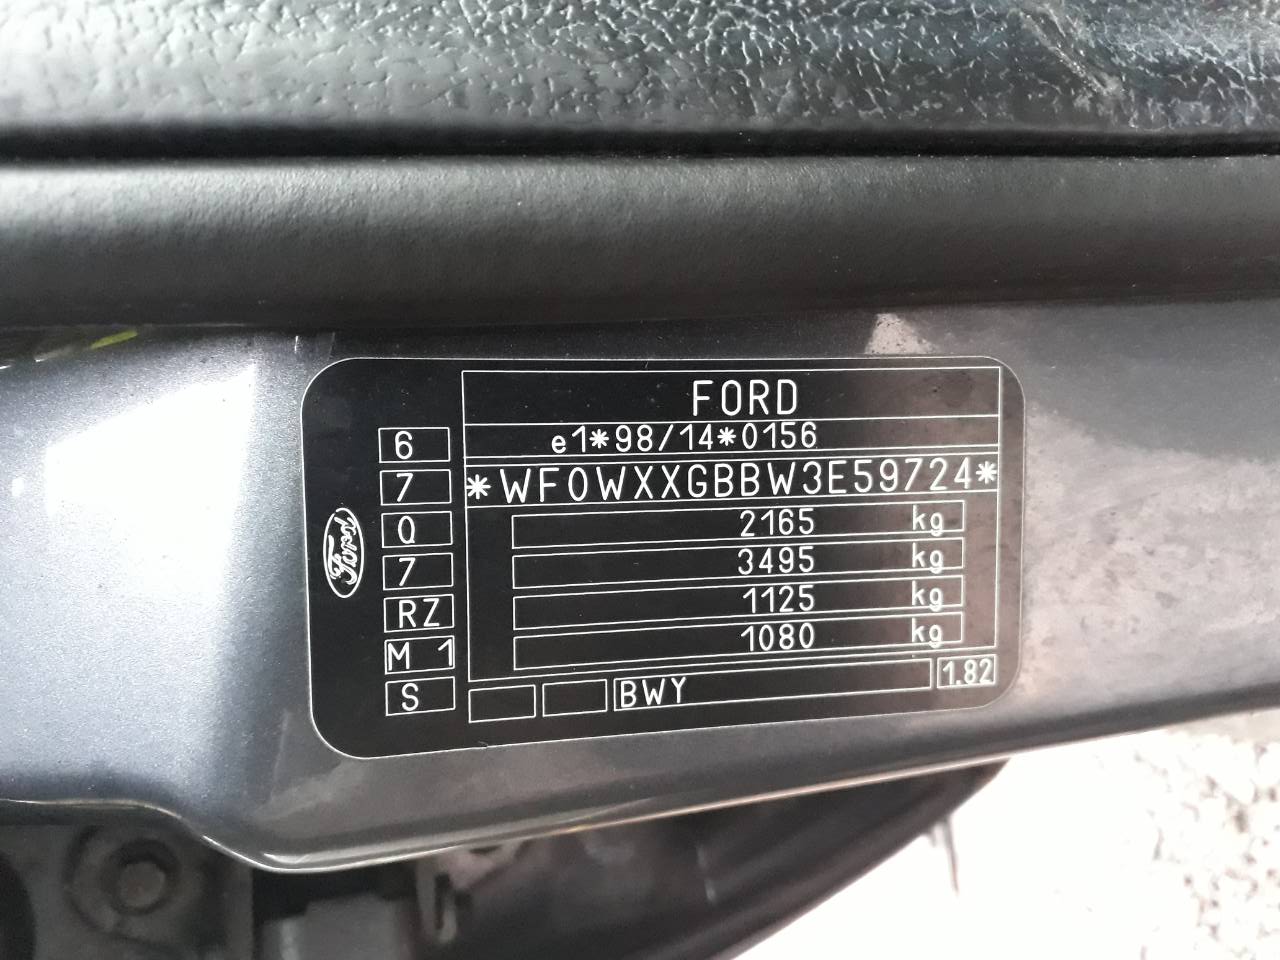 FORD
e1*98/14*0156
*WF0WXXGBBW3E59724*
2165 kg
3495 kg
1125 kg
1080 kg
BWY 1.82
6
7
Q
7
RZ
M 1
S
Ford